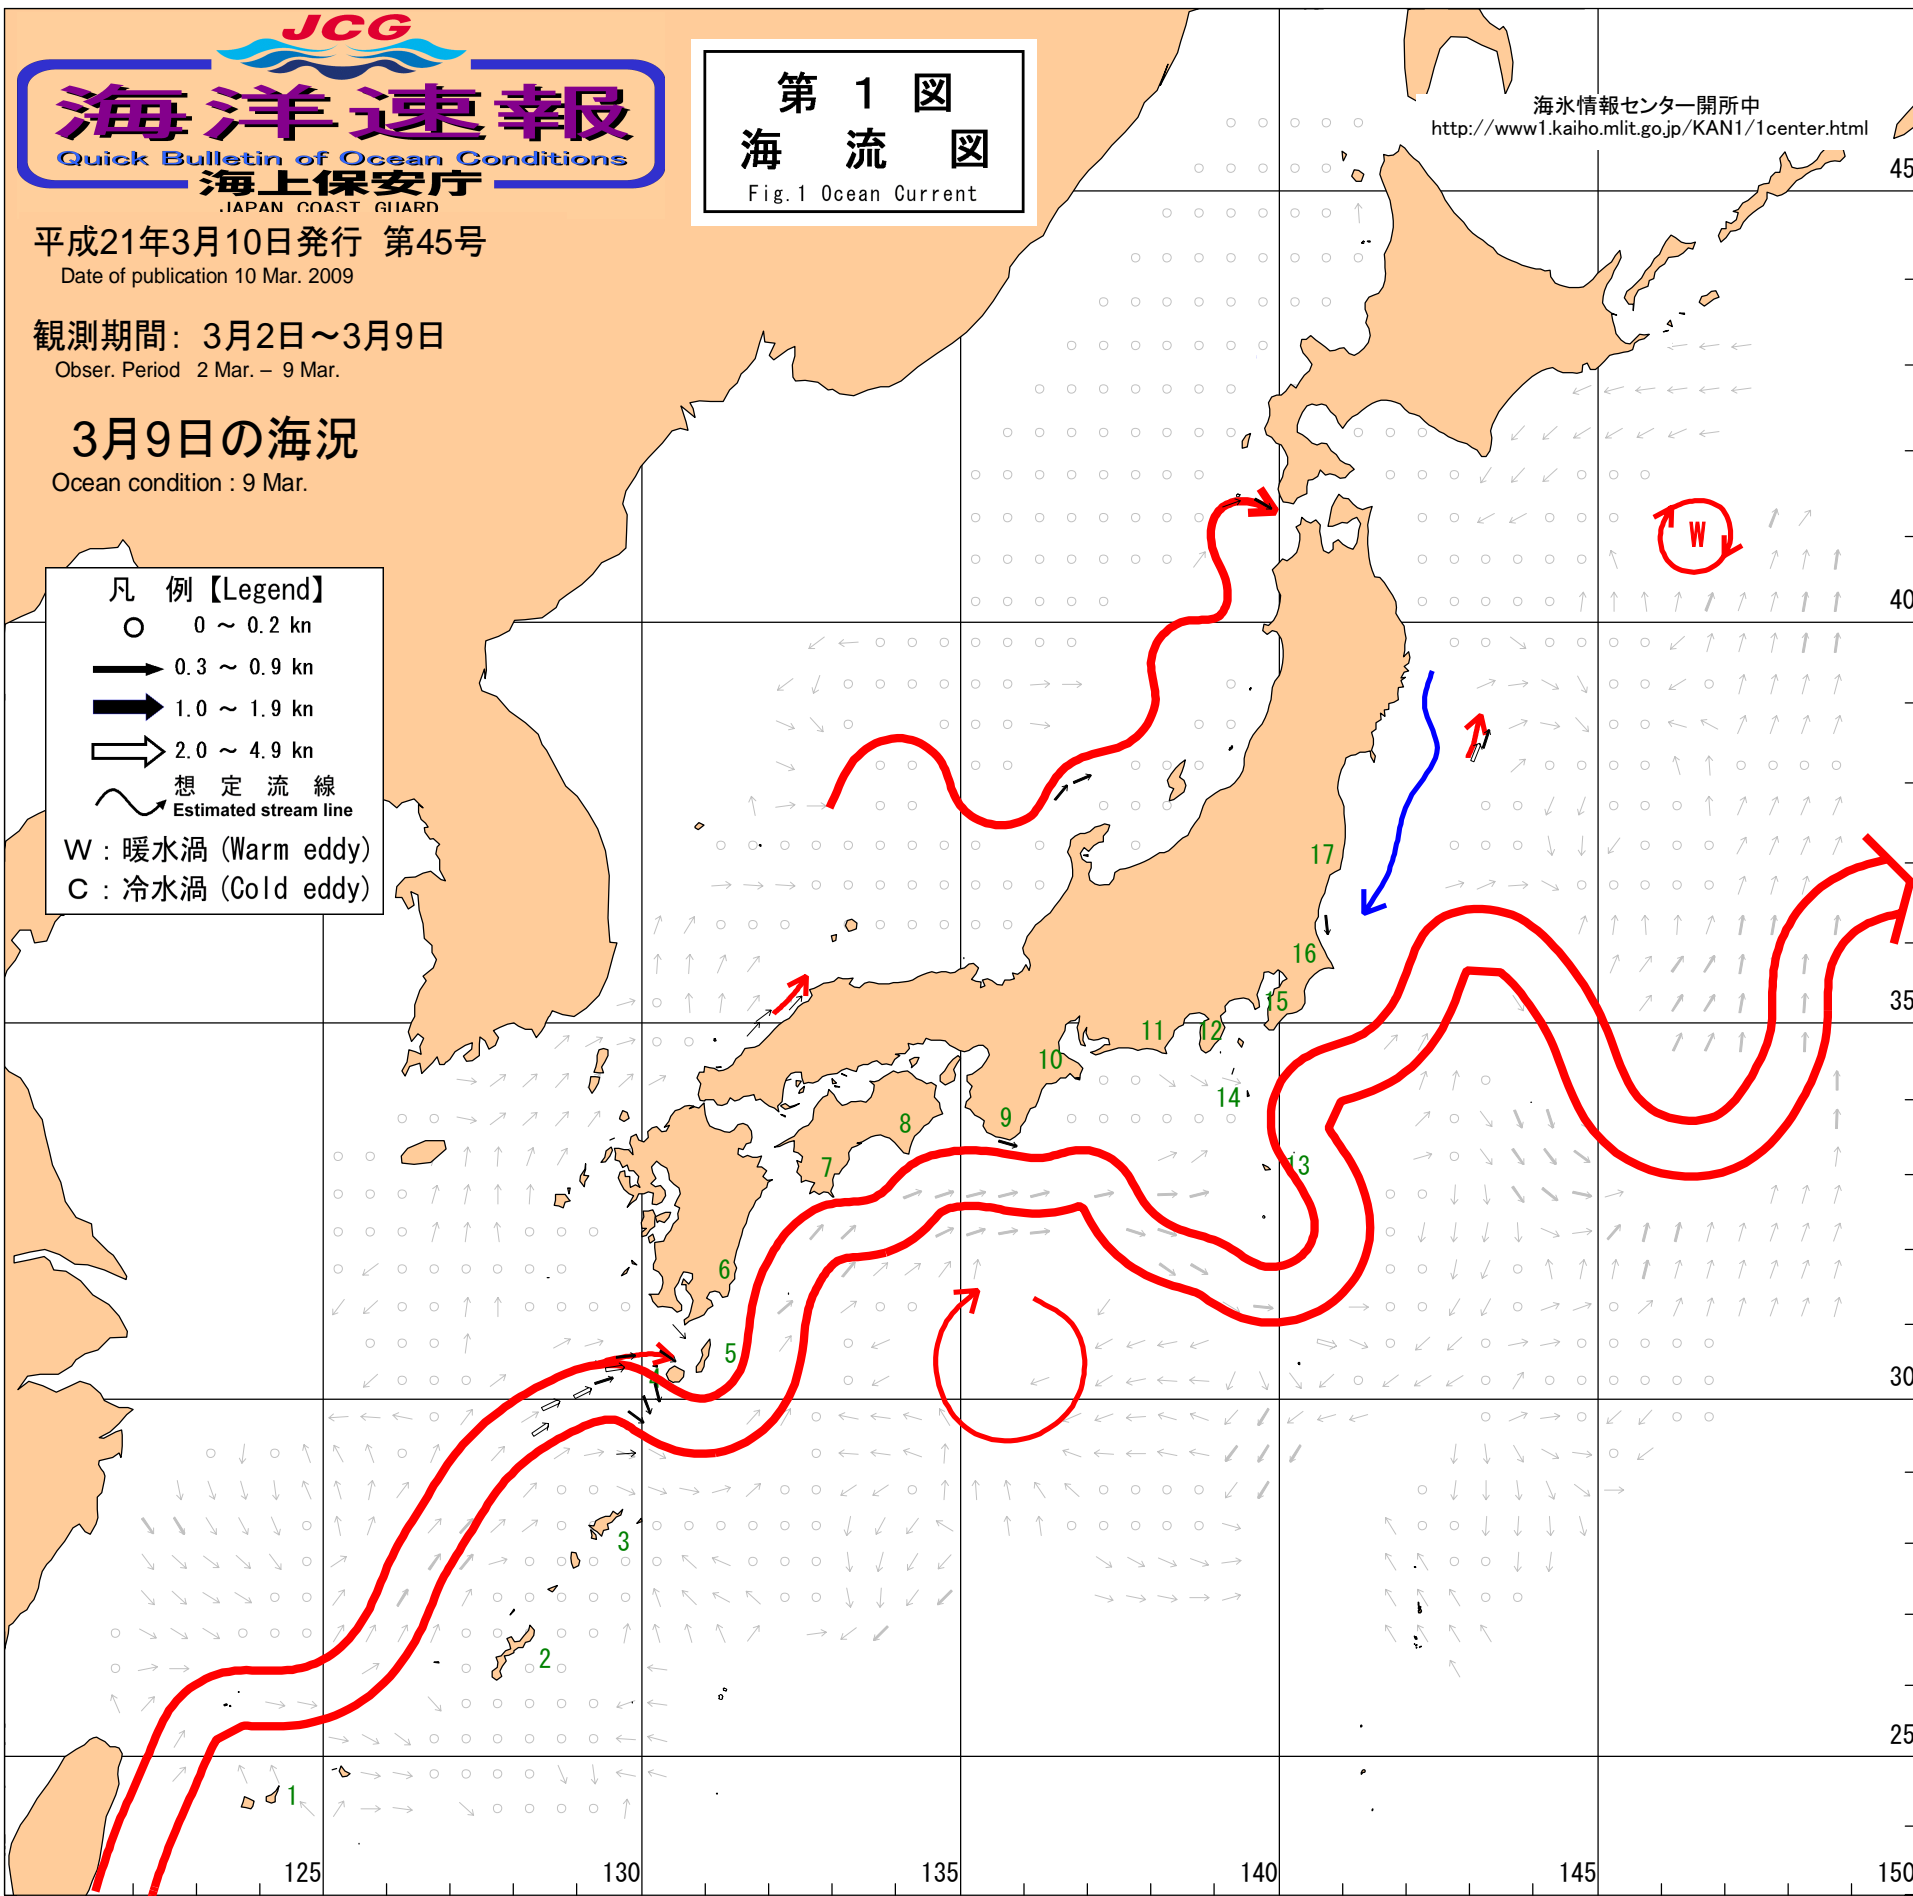 JCG
海洋速報
Quick Bulletin of Ocean Conditions
海上保安庁
JAPAN COAST GUARD
平成21年3月10日発行 第45号
Date of publication 10 Mar. 2009
観測期間： 3月2日～3月9日
Obser. Period 2 Mar. – 9 Mar.
3月9日の海況
Ocean condition : 9 Mar.
第 1 図
海 流 図
Fig.1 Ocean Current
海氷情報センター開所中
http://www1.kaiho.mlit.go.jp/KAN1/1center.html
凡 例【Legend】
0 ～ 0.2 kn
0.3 ～ 0.9 kn
1.0 ～ 1.9 kn
2.0 ～ 4.9 kn
想 定 流 線
Estimated stream line
W : 暖水渦 (Warm eddy)
C : 冷水渦 (Cold eddy)
W
45
40
35
30
25
17
16
15
14
13
12
11
10
9
8
7
6
5
4
3
2
1
125
130
135
140
145
150